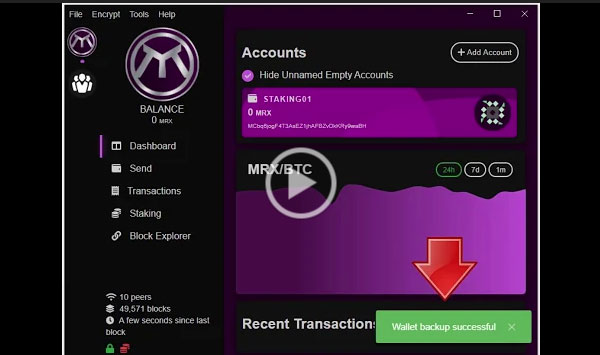 File Encrypt Tools Help
BALANCE
0 MRX
Dashboard
Send
Transactions
Staking
Block Explorer
10 peers
49,571 blocks
A few seconds since last
block
Accounts
+ Add Account
Hide Unnamed Empty Accounts
STAKING01
0 MRX
MRX/BTC
24h 7d 1m
Recent Transactions
Wallet backup successful